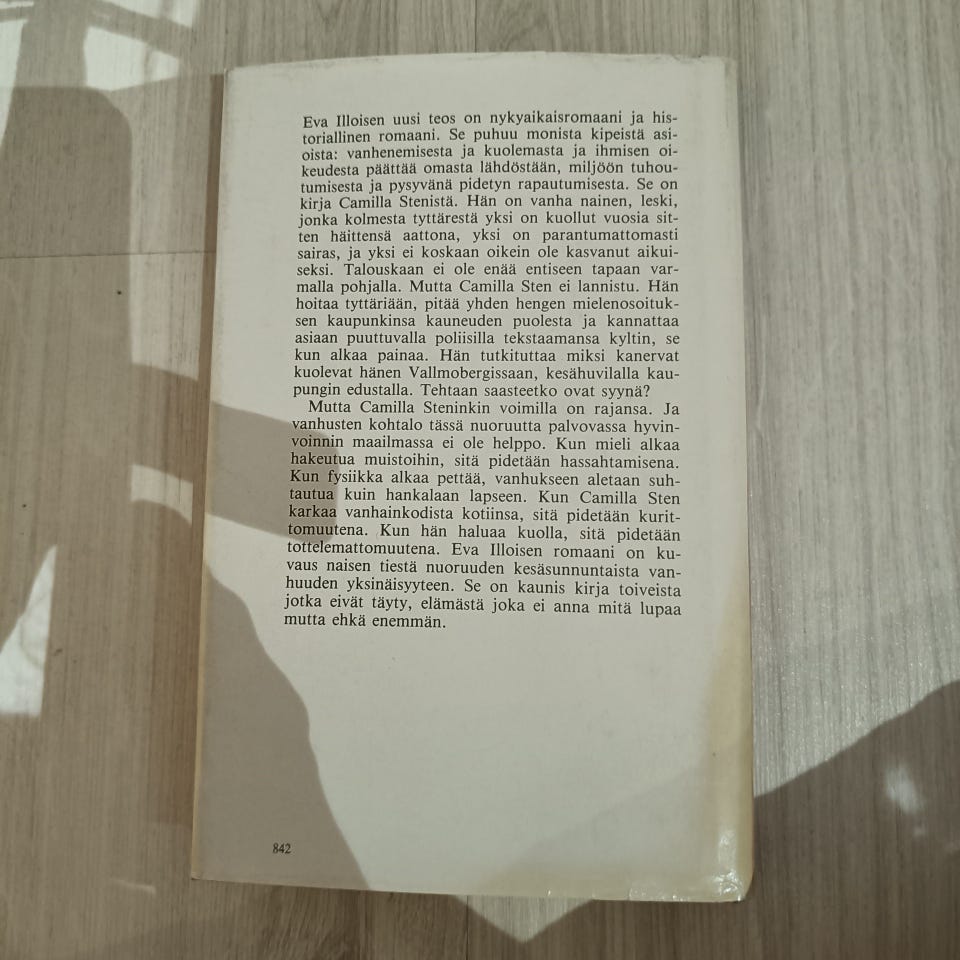 Eva Illoisen uusi teos on nykyaikaisromaani ja his-
toriallinen romaani. Se puhuu monista kipeistä asi-
oista: vanhenemisesta ja kuolemasta ja ihmisen oi-
keudesta päättää omasta lähdöstään, miljöön tuhou-
tumisesta ja pysyvänä pidetyn rapautumisesta. Se on
kirja Camilla Stenistä. Hän on vanha nainen, leski,
jonka kolmesta tyttärestä yksi on kuollut vuosia sit-
ten häittensä aattona, yksi on parantumattomasti
sairas, ja yksi ei koskaan oikein ole kasvanut aikui-
seksi. Talouskaan ei ole enää entiseen tapaan var-
malla pohjalla. Mutta Camilla Sten ei lannistu. Hän
hoitaa tyttäriään, pitää yhden hengen mielenosoituk-
sen kaupunkinsa kauneuden puolesta ja kannattaa
asiaan puuttuvalla poliisilla tekstaamansa kyltin, se
kun alkaa painaa. Hän tutkituttaa miksi kanervat
kuolevat hänen Vallmobergissaan, kesähuvilalla kau-
pungin edustalla. Tehtaan saasteetko ovat syynä?
Mutta Camilla Steninkin voimilla on rajansa. Ja
vanhusten kohtalo tässä nuoruutta palvovassa hyvin-
voinnin maailmassa ei ole helppo. Kun mieli alkaa
hakeutua muistoihin, sitä pidetään hassahtamisena.
Kun fysiikka alkaa pettää, vanhukseen aletaan suh-
tautua kuin hankalaan lapseen. Kun Camilla Sten
karkaa vanhainkodista kotiinsa, sitä pidetään kurit-
tomuutena. Kun hän haluaa kuolla, sitä pidetään
tottelemattomuutena. Eva Illoisen romaani on ku-
vaus naisen tiestä nuoruuden kesäsunnuntaista van-
huuden yksinäisyyteen. Se on kaunis kirja toiveista
jotka eivät täyty, elämästä joka ei anna mitä lupaa
mutta ehkä enemmän.
842